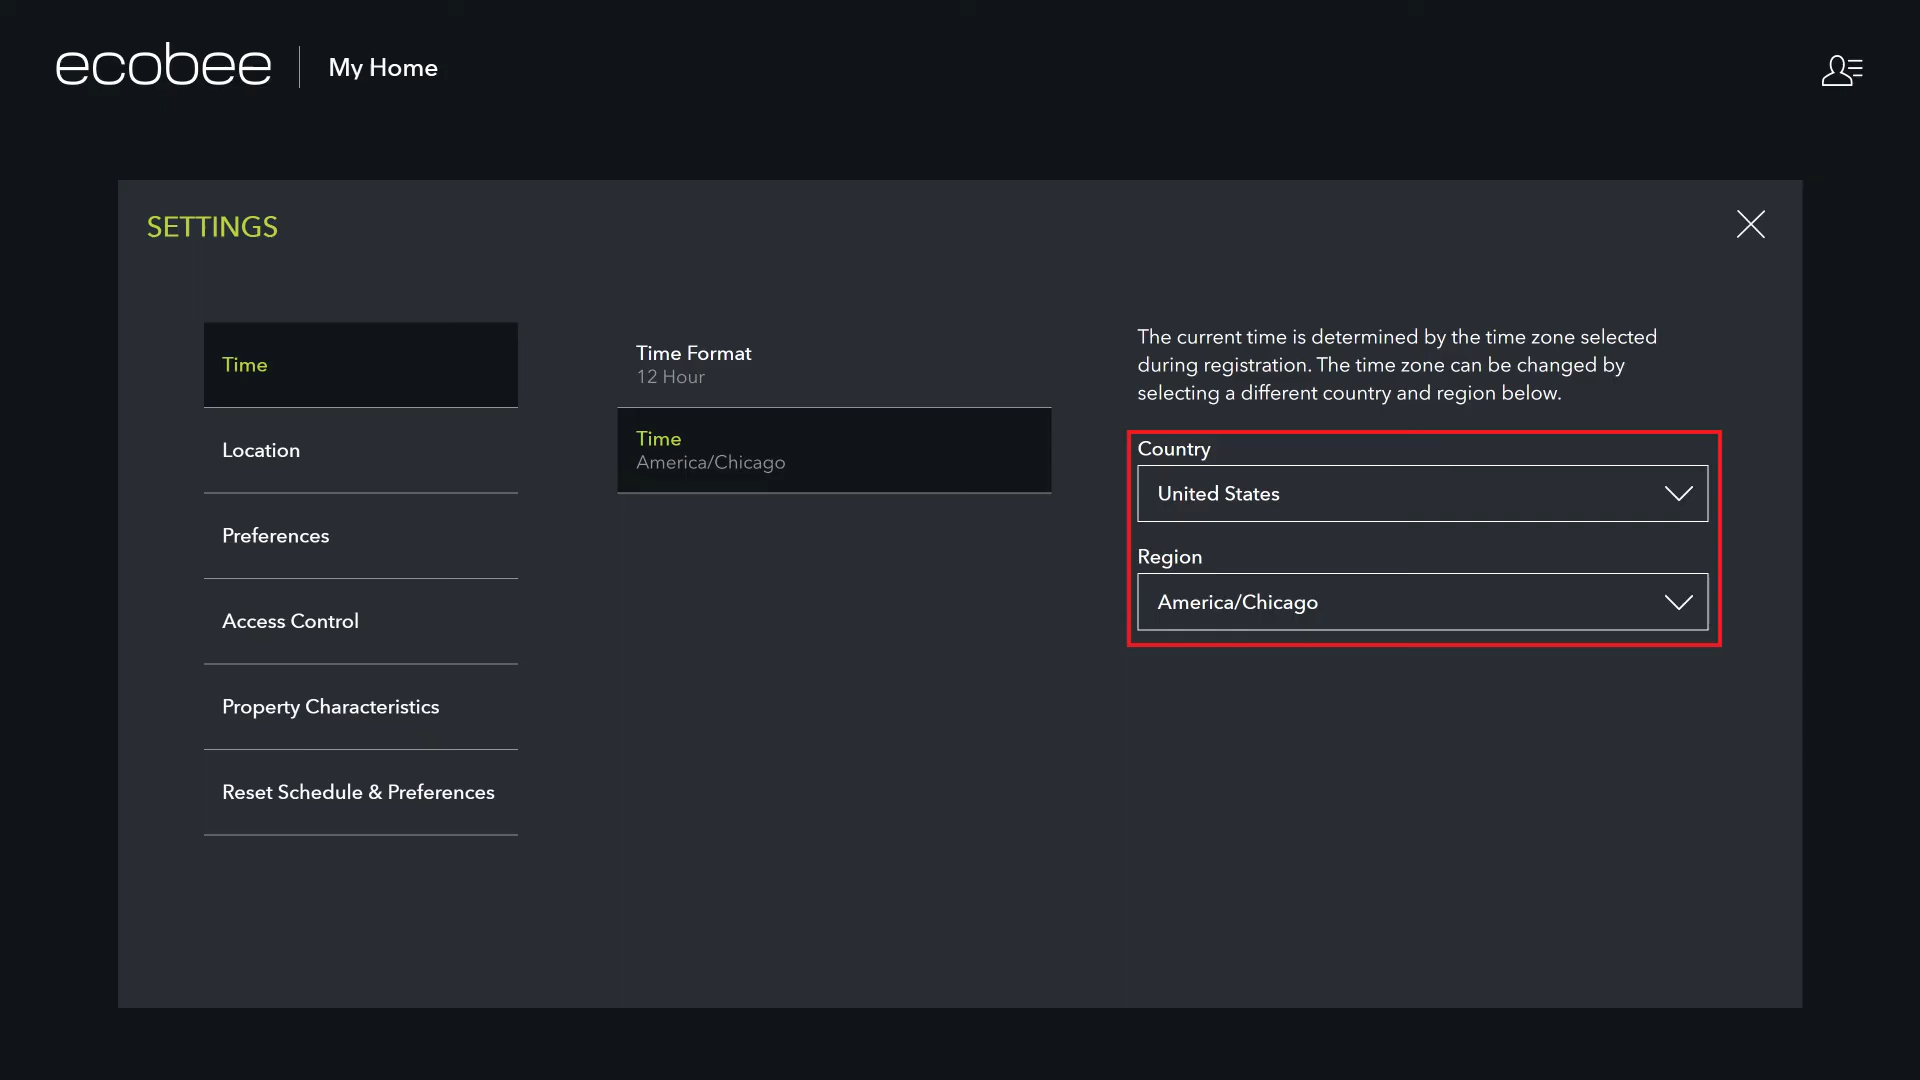 ecobee
My Home
SETTINGS
Time
Location
Preferences
Access Control
Property Characteristics
Reset Schedule & Preferences
Time Format
12 Hour
Time
America/Chicago
The current time is determined by the time zone selected
during registration. The time zone can be changed by
selecting a different country and region below.
Country
United States
Region
America/Chicago